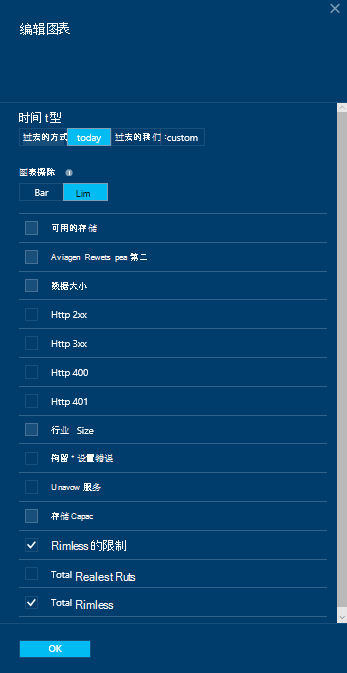 编辑图表
时间 t型
过去的方式 today 过去的我们 : custom
图表擦除
Bar Lim
可用的存储
Aviagen Rewets pea 第二
数据大小
Http 2xx
Http 3xx
Http 400
Http 401
行业 Size
拘留 * 设置错误
Unavow 服务
存储 Capac
Rimless 的限制
Total Realest Ruts
Total Rimless
OK